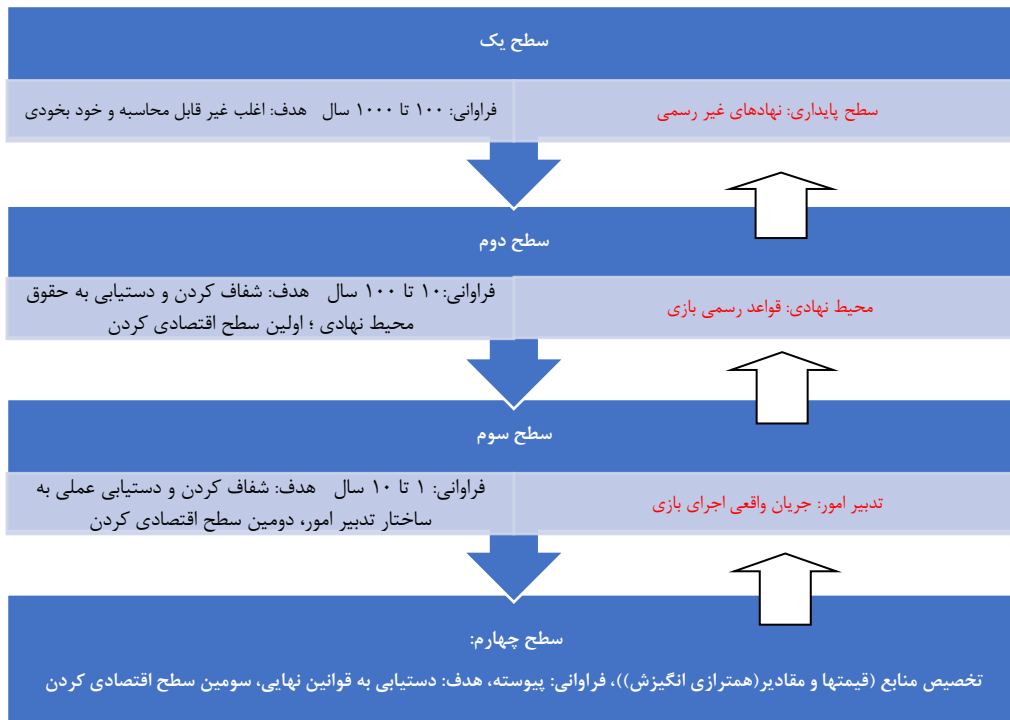 سطح یک
سطح پایداری: نهادهای غیر رسمی
فراوانی: ۱۰۰ تا ۱۰۰۰ سال   هدف: اغلب غیر قابل محاسبه و خود بخودی
سطح دوم
محیط نهادی: قواعد رسمی بازی
فراوانی:۱۰ تا ۱۰۰ سال   هدف: شفاف کردن و دستیابی به حقوق
محیط نهادی ؛ اولین سطح اقتصادی کردن
سطح سوم
تدبیر امور: جریان واقعی اجرای بازی
فراوانی: ۱ تا ۱۰ سال   هدف: شفاف کردن و دستیابی عملی به
ساختار تدبیر امور، دومین سطح اقتصادی کردن
سطح چهارم:
تخصیص منابع (قیمتها و مقادیر(همترازی انگیزش))، فراوانی: پیوسته، هدف: دستیابی به قوانین نهایی، سومین سطح اقتصادی کردن